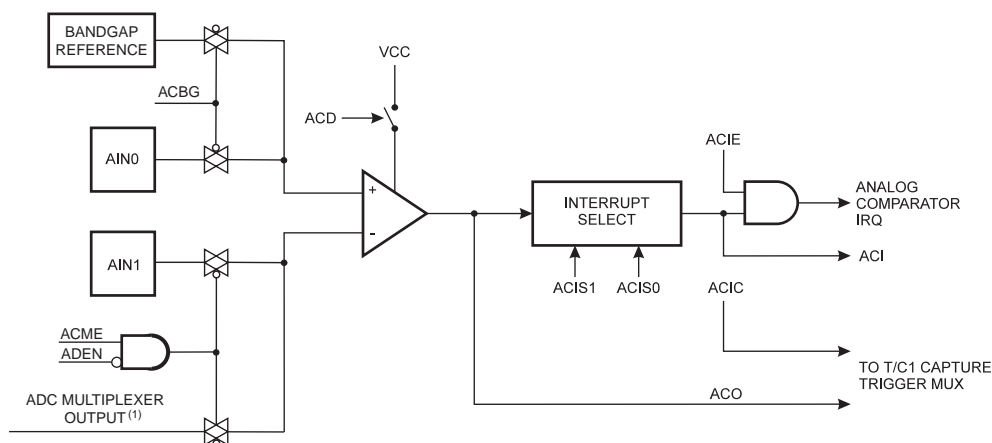 BANDGAP
REFERENCE
VCC
ACBG
ACD
AIN0
ACIE
+
INTERRUPT
SELECT
ANALOG
COMPARATOR
IRQ
-
AIN1
ACI
ACIS1
ACIS0
ACIC
ACME
ADEN
TO T/C1 CAPTURE
TRIGGER MUX
ADC MULTIPLEXER
OUTPUT (1)
ACO